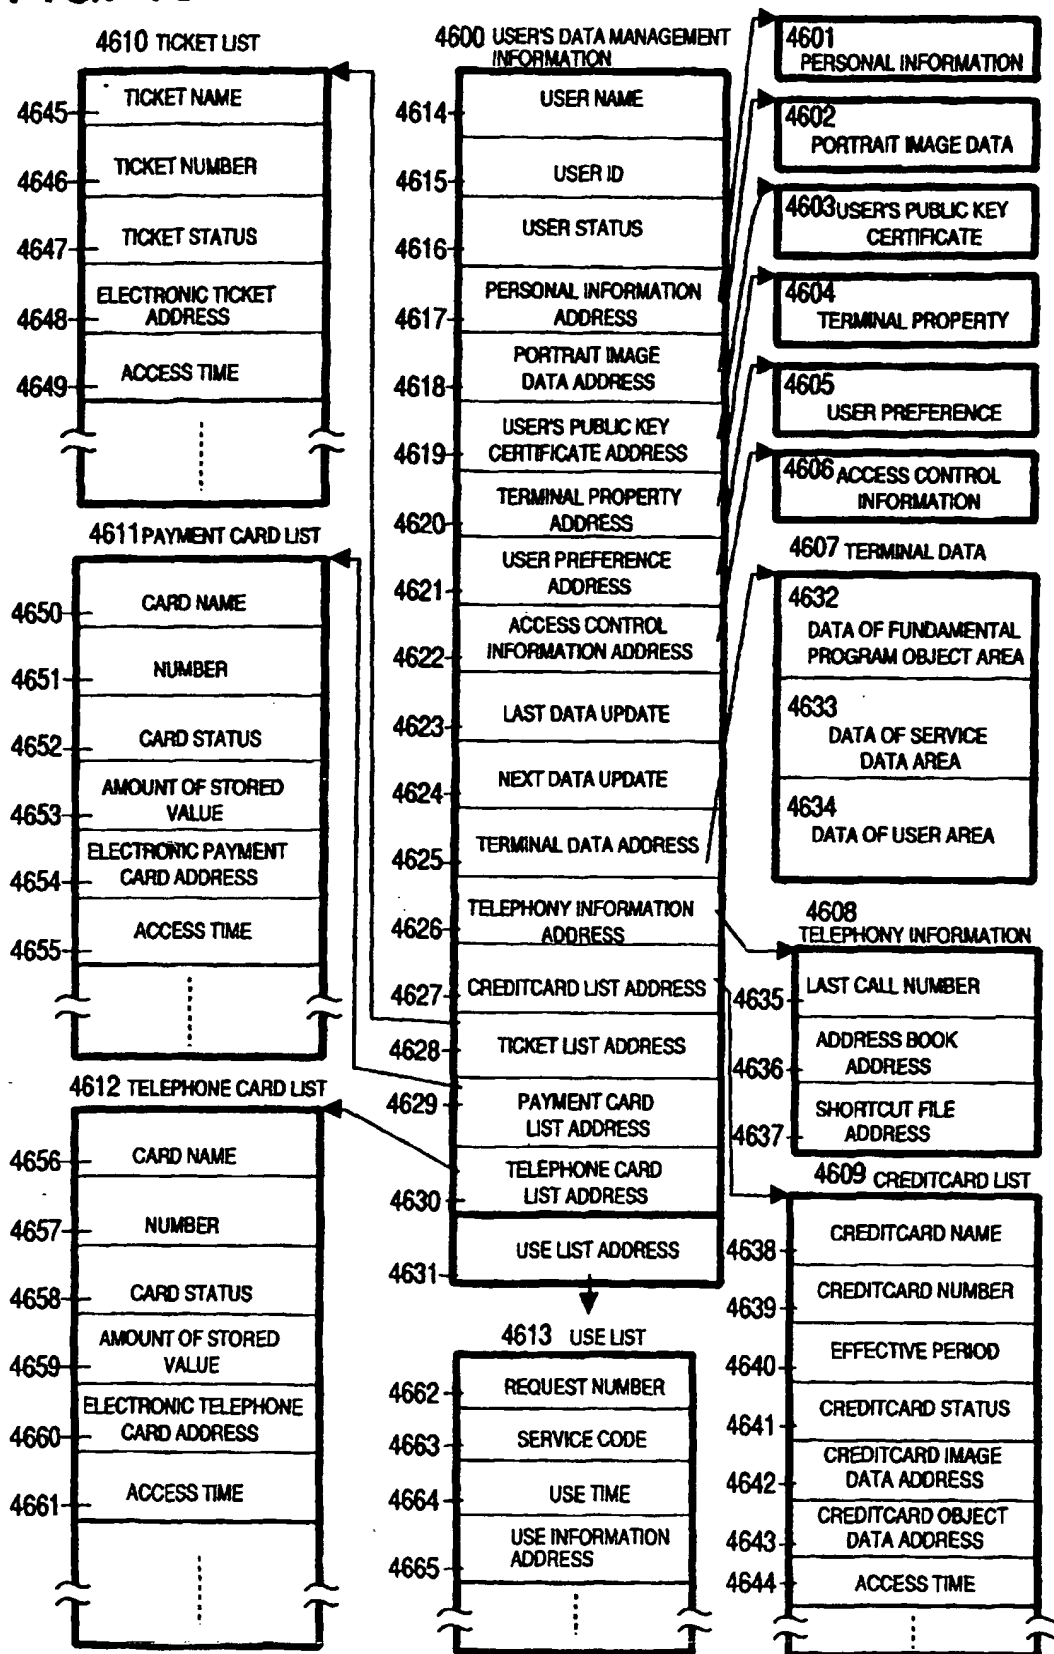 4610 TICKET LIST
4645 TICKET NAME
4646 TICKET NUMBER
4647 TICKET STATUS
ELECTRONIC TICKET
4648 ADDRESS
4649 ACCESS TIME
4611 PAYMENT CARD LIST
4650 CARD NAME
4651 NUMBER
4652 CARD STATUS
AMOUNT OF STORED
4653 VALUE
ELECTRONIC PAYMENT
4654 CARD ADDRESS
4655 ACCESS TIME
4612 TELEPHONE CARD LIST
4656 CARD NAME
4657 NUMBER
4658 CARD STATUS
AMOUNT OF STORED
4659 VALUE
ELECTRONIC TELEPHONE
4660 CARD ADDRESS
4661 ACCESS TIME
4600 USER'S DATA MANAGEMENT
INFORMATION
4614 USER NAME
4615 USER ID
4616 USER STATUS
PERSONAL INFORMATION
4617 ADDRESS
PORTRAIT IMAGE
4618 DATA ADDRESS
USER'S PUBLIC KEY
4619 CERTIFICATE ADDRESS
TERMINAL PROPERTY
4620 ADDRESS
USER PREFERENCE
4621 ADDRESS
ACCESS CONTROL
4622 INFORMATION ADDRESS
4623 LAST DATA UPDATE
4624 NEXT DATA UPDATE
4625 TERMINAL DATA ADDRESS
TELEPHONY INFORMATION
4626 ADDRESS
4627 CREDITCARD LIST ADDRESS
4628 TICKET LIST ADDRESS
4629 PAYMENT CARD
LIST ADDRESS
TELEPHONE CARD
4630 LIST ADDRESS
USE LIST ADDRESS
4631
4613 USE LIST
4662 REQUEST NUMBER
4663 SERVICE CODE
4664 USE TIME
USE INFORMATION
4665 ADDRESS
4601
PERSONAL INFORMATION
4602
PORTRAIT IMAGE DATA
4603 USER'S PUBLIC KEY
CERTIFICATE
4604
TERMINAL PROPERTY
4605
USER PREFERENCE
4606 ACCESS CONTROL
INFORMATION
4607 TERMINAL DATA
4632
DATA OF FUNDAMENTAL
PROGRAM OBJECT AREA
4633
DATA OF SERVICE
DATA AREA
4634
DATA OF USER AREA
4608
TELEPHONY INFORMATION
4635 LAST CALL NUMBER
ADDRESS BOOK
4636 ADDRESS
SHORTCUT FILE
4637 ADDRESS
4609 CREDITCARD LIST
4638 CREDITCARD NAME
4639 CREDITCARD NUMBER
4640 EFFECTIVE PERIOD
4641 CREDITCARD STATUS
CREDITCARD IMAGE
4642 DATA ADDRESS
CREDITCARD OBJECT
4643 DATA ADDRESS
4644 ACCESS TIME